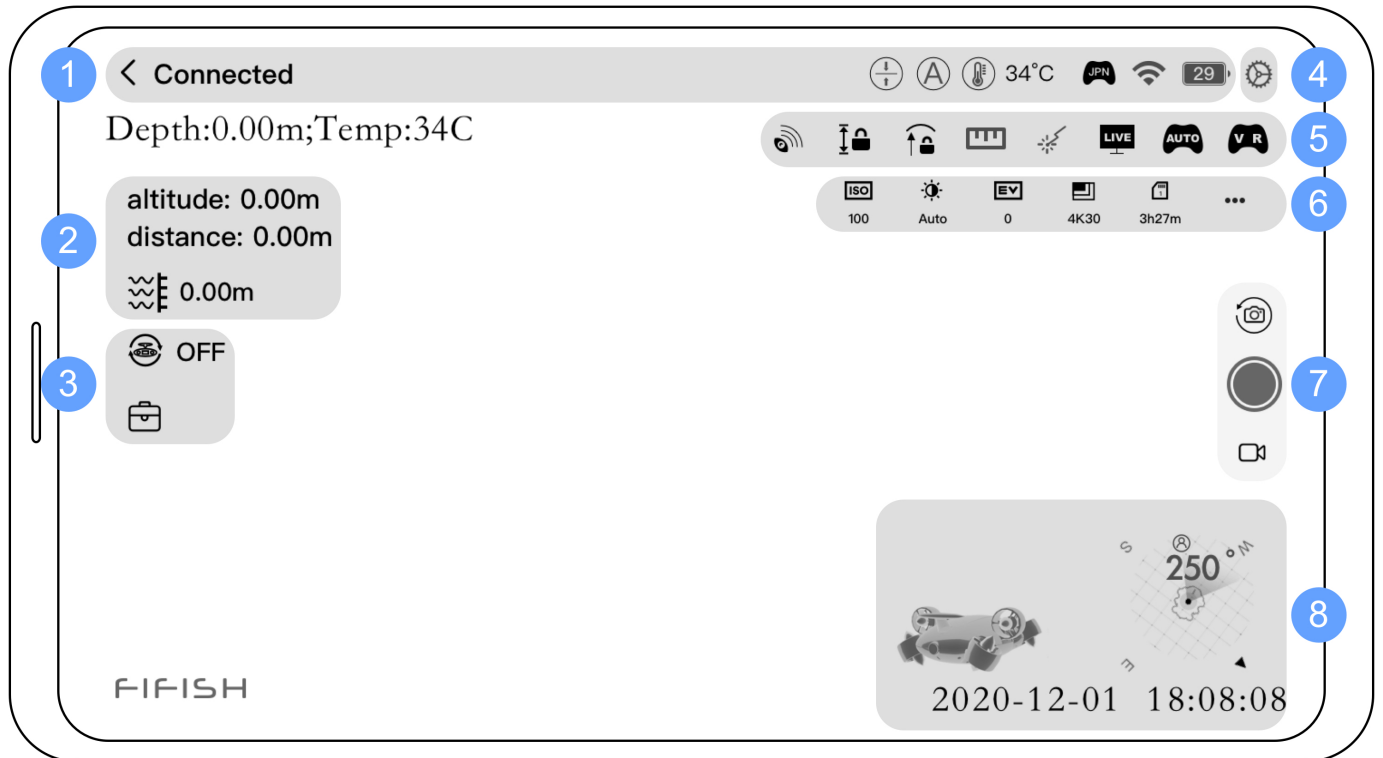 1
Connected
A
34°C
JPN
29
4
Depth:0.00m;Temp:34C
LIVE
AUTO
V R
5
altitude: 0.00m
distance: 0.00m
0.00m
2
ISO
EV
100
Auto
0
4K30
1
3h27m
•••
6
OFF
3
7
S
W
250°
E
8
2020-12-01 18:08:08
FIFISH